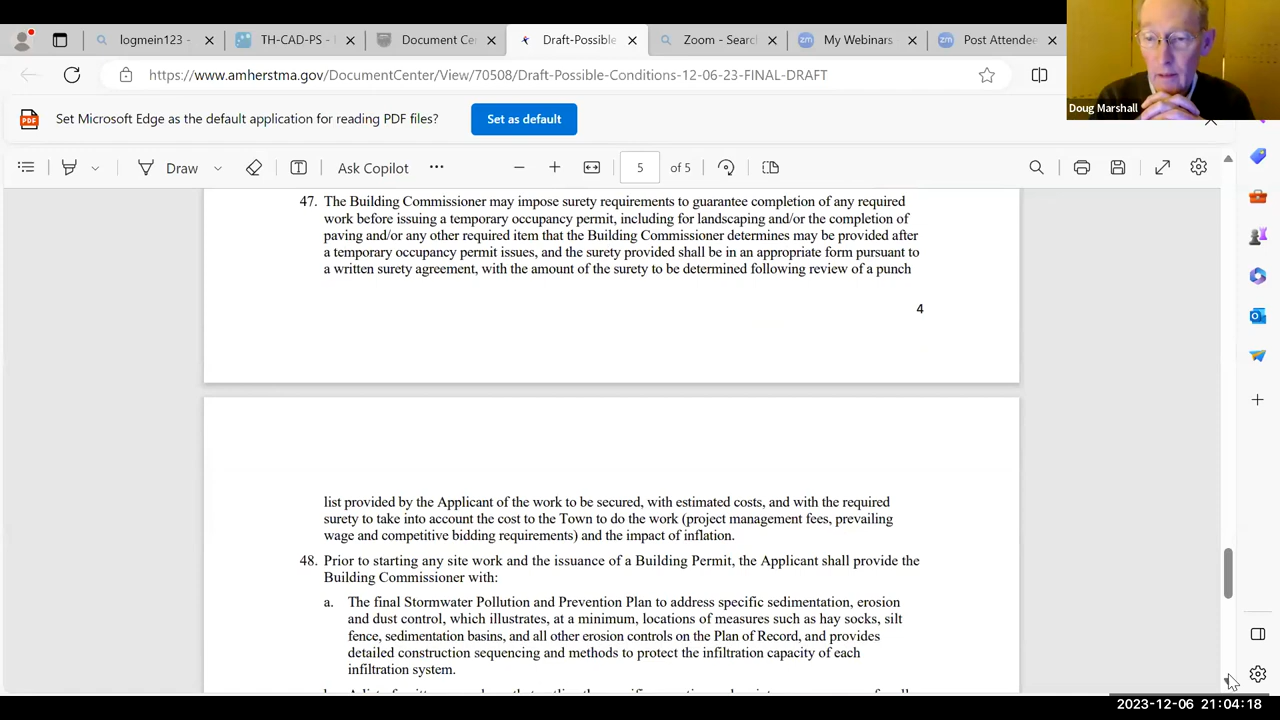 logmein123 -
TH-CAD-PS -
Document Ce
Draft-Possible
Zoom - Searc
My Webinars
Post Attende
https://www.amherstma.gov/DocumentCenter/View/70508/Draft-Possible-Conditions-12-06-23-FINAL-DRAFT
Doug Marshall
Set Microsoft Edge as the default application for reading PDF files?
Set as default
Draw
Ask Copilot
5 of 5
47. The Building Commissioner may impose surety requirements to guarantee completion of any required
work before issuing a temporary occupancy permit, including for landscaping and/or the completion of
paving and/or any other required item that the Building Commissioner determines may be provided after
a temporary occupancy permit issues, and the surety provided shall be in an appropriate form pursuant to
a written surety agreement, with the amount of the surety to be determined following review of a punch
4
list provided by the Applicant of the work to be secured, with estimated costs, and with the required
surety to take into account the cost to the Town to do the work (project management fees, prevailing
wage and competitive bidding requirements) and the impact of inflation.
48. Prior to starting any site work and the issuance of a Building Permit, the Applicant shall provide the
Building Commissioner with:
a. The final Stormwater Pollution and Prevention Plan to address specific sedimentation, erosion
and dust control, which illustrates, at a minimum, locations of measures such as hay socks, silt
fence, sedimentation basins, and all other erosion controls on the Plan of Record, and provides
detailed construction sequencing and methods to protect the infiltration capacity of each
infiltration system.
2023-12-06 21:04:18